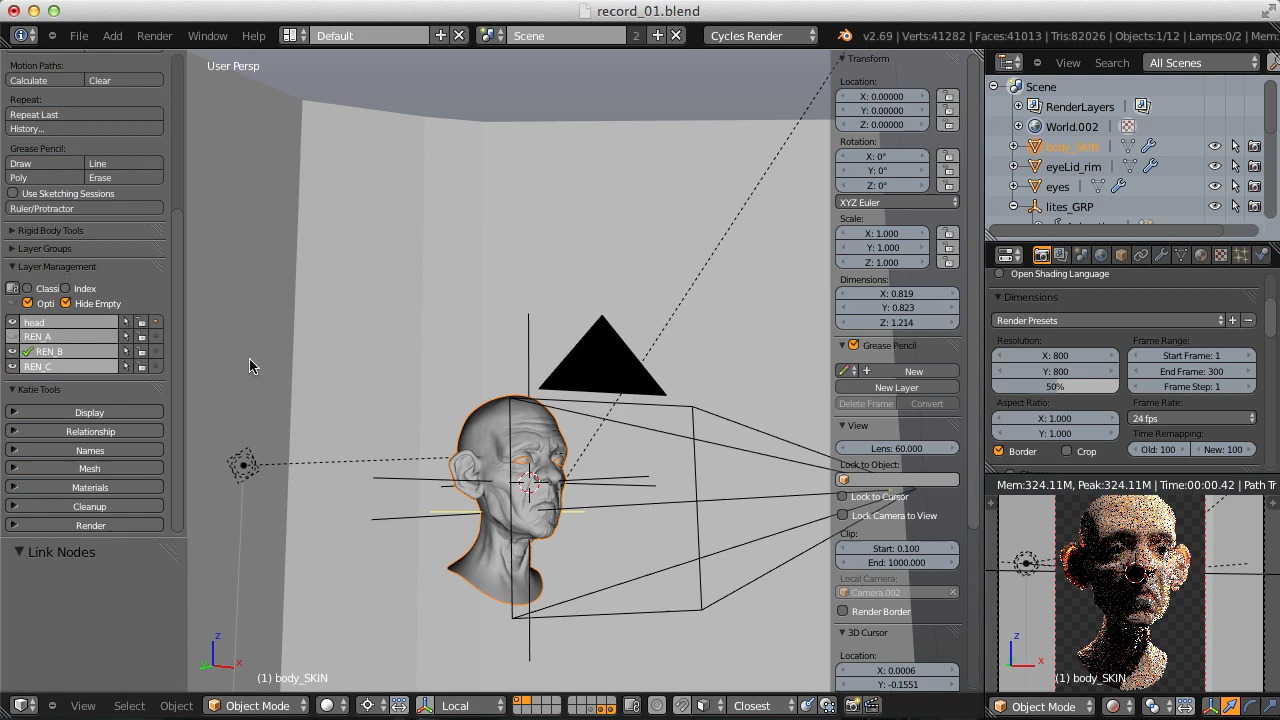 record_01.blend
File Add Render Window Help Default Scene 2 Cycles Render v2.69 | Verts:41282 | Faces:41013 | Tris:82026 | Objects:1/12 | Lamps:0/2 | Mem:
Motion Paths:
Calculate Clear
Repeat:
Repeat Last
History...
Grease Pencil:
Draw Line
Poly Erase
Use Sketching Sessions
Ruler/Protractor
Rigid Body Tools
Layer Groups
Layer Management
Classi Index
Opti Hide Empty
head
REN_A
REN_B
REN_C
Katie Tools
Display
Relationship
Names
Mesh
Materials
Cleanup
Render
Link Nodes
User Persp
z
y x
(1) body_SKIN
Transform
Location:
X: 0.00000
Y: 0.00000
Z: 0.00000
Rotation:
X: 0°
Y: 0°
Z: 0°
XYZ Euler
Scale:
X: 1.000
Y: 1.000
Z: 1.000
Dimensions:
X: 0.819
Y: 0.823
Z: 1.214
Grease Pencil
New
New Layer
Delete Frame Convert
View
Lens: 60.000
Lock to Object:
Lock to Cursor
Lock Camera to View
Clip:
Start: 0.100
End: 1000.000
Local Camera:
Camera.002
Render Border
3D Cursor
Location:
X: 0.0006
Y: -0.1551
View Search All Scenes
Scene
RenderLayers
World.002
body_SKIN
eyeLid_rim
eyes
lites_GRP
Open Shading Language
Dimensions
Render Presets
Resolution: Frame Range:
X: 800 Start Frame: 1
Y: 800 End Frame: 300
50% Frame Step: 1
Aspect Ratio: Frame Rate:
X: 1.000 24 fps
Y: 1.000 Time Remapping:
Border Crop Old: 100 New: 100
Mem:324.11M, Peak:324.11M | Time:00:00.42 | Path Tr
z
x
(1) body_SKIN
View Select Object Object Mode Local Closest Object Mode